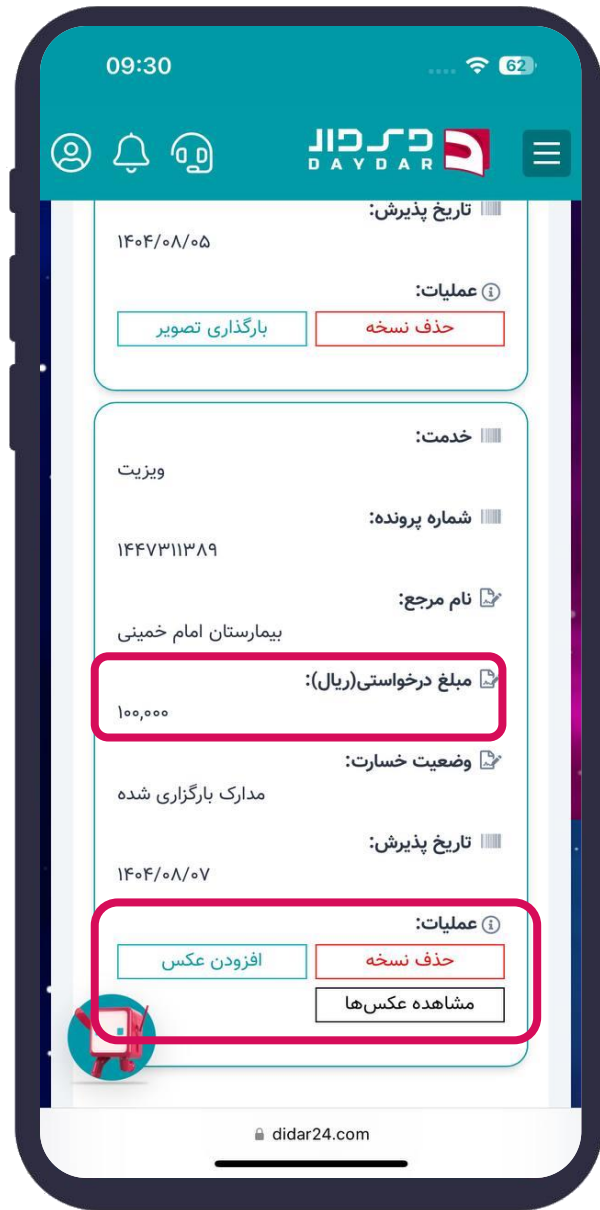 09:30
62
دی‌دار
DAYDAR
تاریخ پذیرش:
۱۴۰۴/۰۸/۰۵
عملیات:
حذف نسخه
بارگذاری تصویر
خدمت:
ویزیت
شماره پرونده:
۱۴۴۷۳۱۱۳۸۹
نام مرجع:
بیمارستان امام خمینی
مبلغ درخواستی(ریال):
۱۰۰,۰۰۰
وضعیت خسارت:
مدارک بارگزاری شده
تاریخ پذیرش:
۱۴۰۴/۰۸/۰۷
عملیات:
حذف نسخه
افزودن عکس
مشاهده عکس‌ها
didar24.com